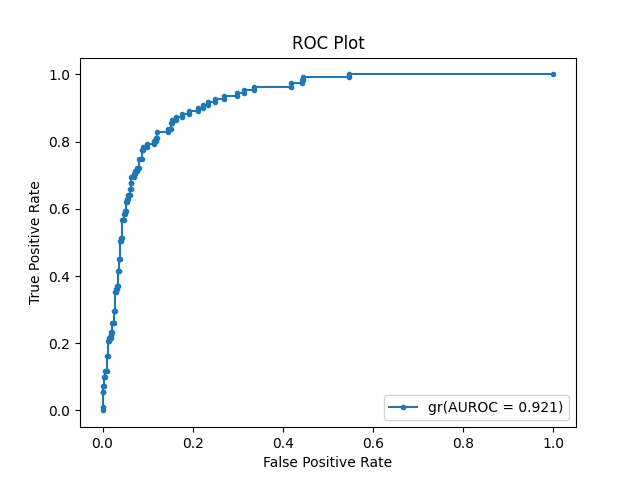 ROC Plot
True Positive Rate
1.0
0.8
0.6
0.4
0.2
0.0
gr(AUROC = 0.921)
0.0 0.2 0.4 0.6 0.8 1.0
False Positive Rate